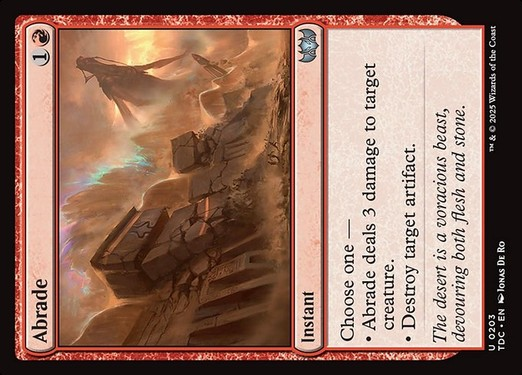 Abrade 1
Instant
Choose one —
• Abrade deals 3 damage to target
creature.
• Destroy target artifact.
The desert is a voracious beast,
devouring both flesh and stone.
U 0203
TDC • EN Jonas De Ro
™ & © 2025 Wizards of the Coast